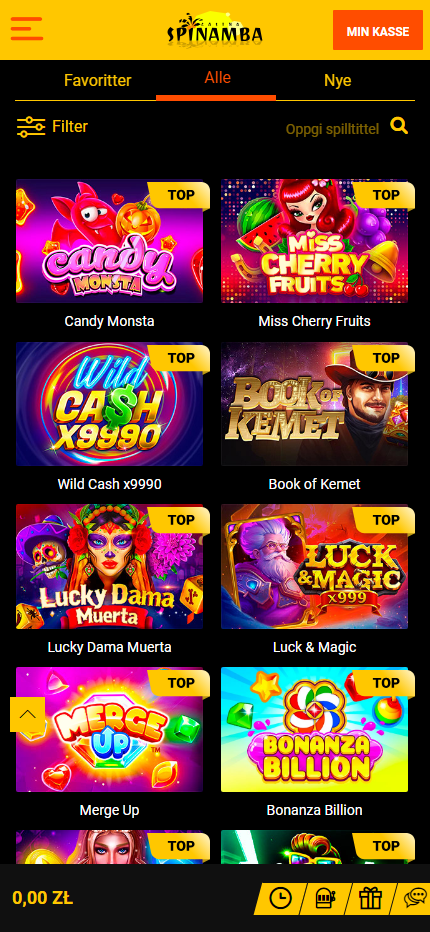 CASINO
SPINAMBA
MIN KASSE
Favoritter
Alle
Nye
Filter
Oppgi spilltittel
TOP
candy
MONSTA
TOP
MISS
CHERRY
FRUITS
Candy Monsta
Miss Cherry Fruits
TOP
Wild
CA$H
X9990
TOP
BOOK OF
KEMET
Wild Cash x9990
Book of Kemet
TOP
Lucky Dama
Muerta
TOP
LUCK
&MAGIC
X999
Lucky Dama Muerta
Luck & Magic
TOP
MERGE
UP™
TOP
BONANZA
BILLION
Merge Up
Bonanza Billion
TOP
TOP
0,00 ZŁ